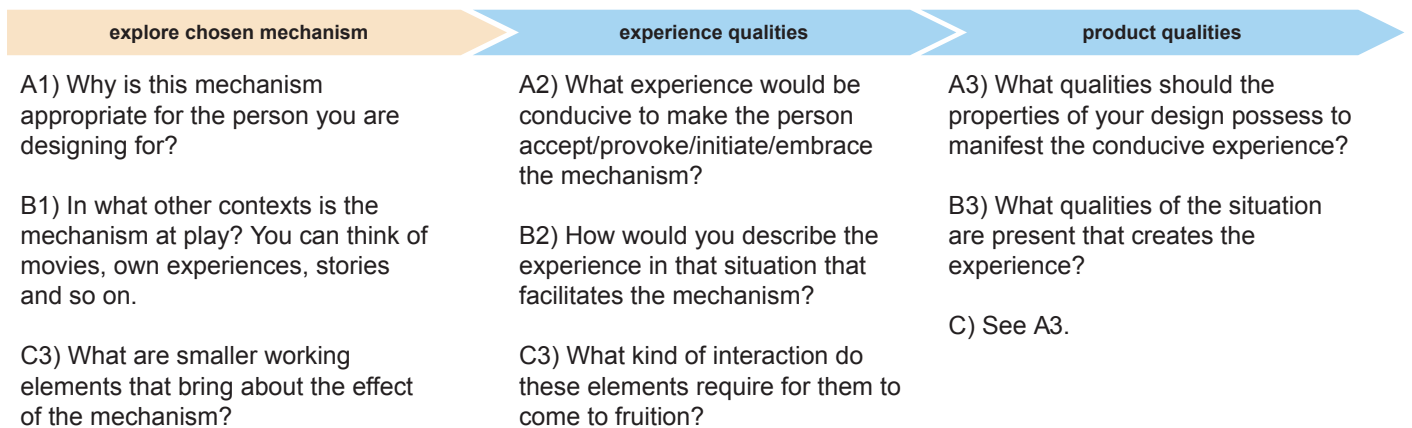 explore chosen mechanism
experience qualities
product qualities
A1) Why is this mechanism
appropriate for the person you are
designing for?
B1) In what other contexts is the
mechanism at play? You can think of
movies, own experiences, stories
and so on.
C3) What are smaller working
elements that bring about the effect
of the mechanism?
A2) What experience would be
conducive to make the person
accept/provoke/initiate/embrace
the mechanism?
B2) How would you describe the
experience in that situation that
facilitates the mechanism?
C3) What kind of interaction do
these elements require for them to
come to fruition?
A3) What qualities should the
properties of your design possess to
manifest the conducive experience?
B3) What qualities of the situation
are present that creates the
experience?
C) See A3.